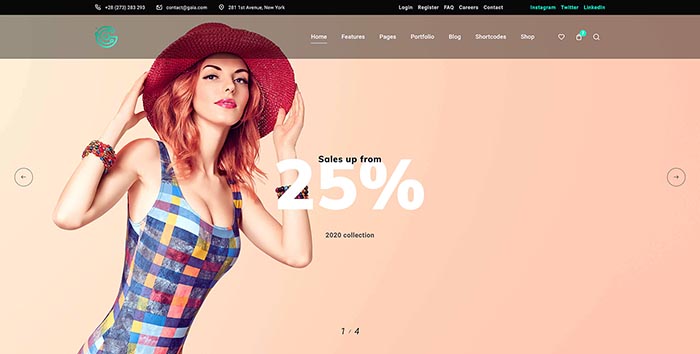 +28 (273) 283 293 contact@gaia.com 281 1st Avenue, New York Login Register FAQ Careers Contact Instagram Twitter LinkedIn
Home Features Pages Portfolio Blog Shortcodes Shop
Sales up from
25%
2020 collection
1 / 4